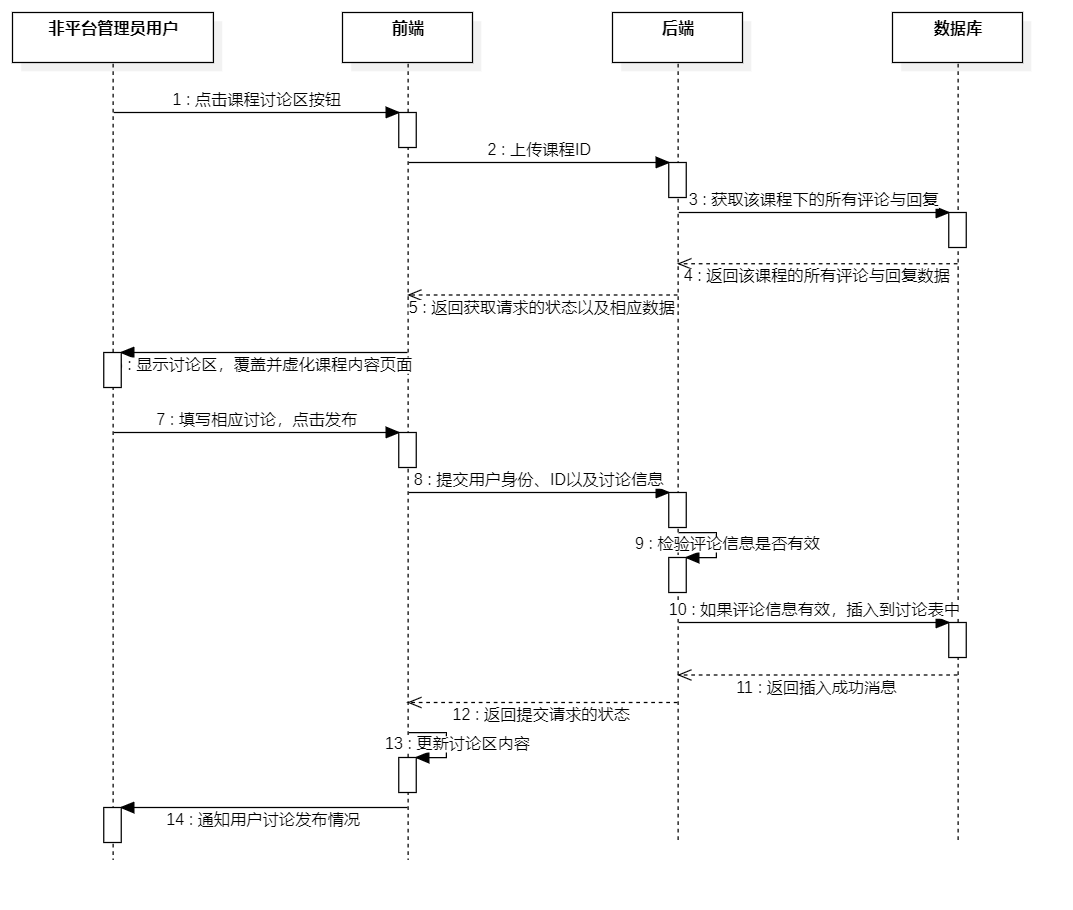 非平台管理员用户
前端
后端
数据库
1 : 点击课程讨论区按钮
2 : 上传课程ID
3 : 获取该课程下的所有评论与回复
4 : 返回该课程的所有评论与回复数据
5 : 返回获取请求的状态以及相应数据
: 显示讨论区，覆盖并虚化课程内容页面
7 : 填写相应讨论，点击发布
8 : 提交用户身份、ID以及讨论信息
9 : 检验评论信息是否有效
10 : 如果评论信息有效，插入到讨论表中
11 : 返回插入成功消息
12 : 返回提交请求的状态
13 : 更新讨论区内容
14 : 通知用户讨论发布情况